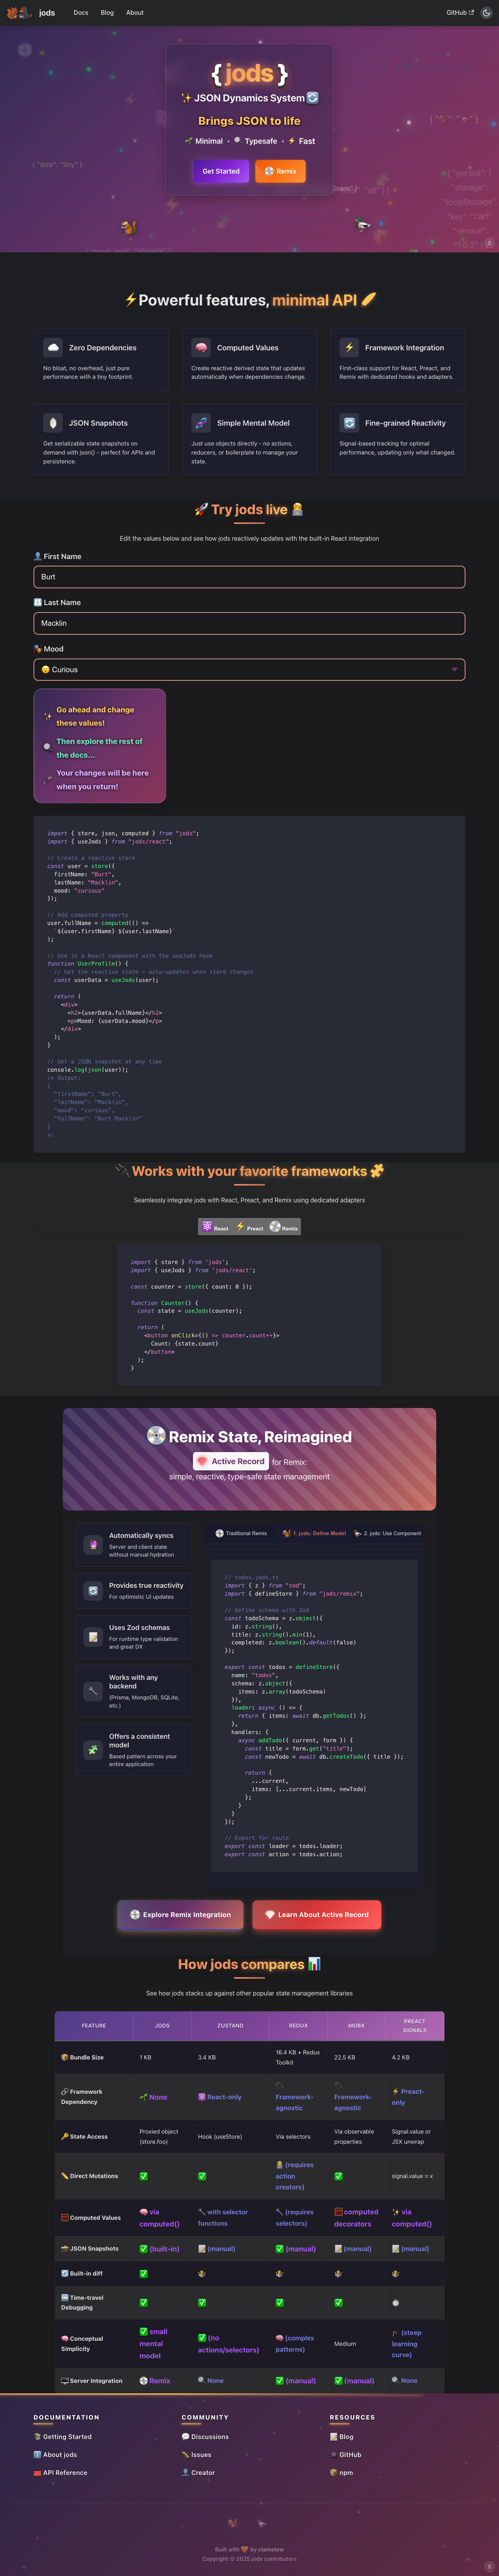 jods
Docs
Blog
About
GitHub
{ jods }
JSON Dynamics System
Brings JSON to life
Minimal • Typesafe • Fast
Get Started
Remix
{ "size": "tiny" }
{ "persist": {
"storage":
"localStorage",
"key": "cart",
"version":
"1.0.2" } }
Powerful features, minimal API
Zero Dependencies
No bloat, no overhead, just pure performance with a tiny footprint.
Computed Values
Create reactive derived state that updates automatically when dependencies change.
Framework Integration
First-class support for React, Preact, and Remix with dedicated hooks and adapters.
JSON Snapshots
Get serializable state snapshots on demand with json() - perfect for APIs and persistence.
Simple Mental Model
Just use objects directly - no actions, reducers, or boilerplate to manage your state.
Fine-grained Reactivity
Signal-based tracking for optimal performance, updating only what changed.
Try jods live
Edit the values below and see how jods reactively updates with the built-in React integration
First Name
Burt
Last Name
Macklin
Mood
Curious
Go ahead and change
these values!
Then explore the rest of
the docs...
Your changes will be here
when you return!
import { store, json, computed } from "jods";
import { useJods } from "jods/react";
// Create a reactive store
const user = store({
firstName: "Burt",
lastName: "Macklin",
mood: "curious"
});
// Add computed property
user.fullName = computed(() =>
`${user.firstName} ${user.lastName}`
);
// Use in a React component with the useJods hook
function UserProfile() {
// Get the reactive state - auto-updates when store changes
const userData = useJods(user);
return (
<div>
<h2>{userData.fullName}</h2>
<p>Mood: {userData.mood}</p>
</div>
);
}
// Get a JSON snapshot at any time
console.log(json(user));
/* Output:
{
"firstName": "Burt",
"lastName": "Macklin",
"mood": "curious",
"fullName": "Burt Macklin"
}
*/
Works with your favorite frameworks
Seamlessly integrate jods with React, Preact, and Remix using dedicated adapters
React
Preact
Remix
import { store } from 'jods';
import { useJods } from 'jods/react';
const counter = store({ count: 0 });
function Counter() {
const state = useJods(counter);
return (
<button onClick={() => counter.count++}>
Count: {state.count}
</button>
);
}
Remix State, Reimagined
Active Record for Remix:
simple, reactive, type-safe state management
Automatically syncs
Server and client state
without manual hydration
Provides true reactivity
For optimistic UI updates
Uses Zod schemas
For runtime type validation
and great DX
Works with any
backend
(Prisma, MongoDB, SQLite,
etc.)
Offers a consistent
model
Based pattern across your
entire application
Traditional Remix
1. jods: Define Model
2. jods: Use Component
// todos.jods.ts
import { z } from "zod";
import { defineStore } from "jods/remix";
// Define schema with Zod
const todoSchema = z.object({
id: z.string(),
title: z.string().min(1),
completed: z.boolean().default(false)
});
export const todos = defineStore({
name: "todos",
schema: z.object({
items: z.array(todoSchema)
}),
loader: async () => {
return { items: await db.getTodos() };
},
handlers: {
async addTodo({ current, form }) {
const title = form.get("title");
const newTodo = await db.createTodo({ title });
return {
...current,
items: [...current.items, newTodo]
};
}
}
});
// Export for route
export const loader = todos.loader;
export const action = todos.action;
Explore Remix Integration
Learn About Active Record
How jods compares
See how jods stacks up against other popular state management libraries
FEATURE JODS ZUSTAND REDUX MOBX PREACT SIGNALS
Bundle Size 1 KB 3.4 KB 16.4 KB + Redux Toolkit 22.5 KB 4.2 KB
Framework Dependency None React-only Framework-agnostic Framework-agnostic Preact-only
State Access Proxied object (store.foo) Hook (useStore) Via selectors Via observable properties Signal.value or JSX unwrap
Direct Mutations (requires action creators) signal.value = x
Computed Values via computed() with selector functions (requires selectors) computed decorators via computed()
JSON Snapshots (built-in) (manual) (manual) (manual) (manual)
Built-in diff
Time-travel Debugging
Conceptual Simplicity small mental model (no actions/selectors) (complex patterns) Medium (steep learning curve)
Server Integration Remix None (manual) (manual) None
DOCUMENTATION
Getting Started
About jods
API Reference
COMMUNITY
Discussions
Issues
Creator
RESOURCES
Blog
GitHub
npm
Built with by clamstew
Copyright © 2025 jods contributors